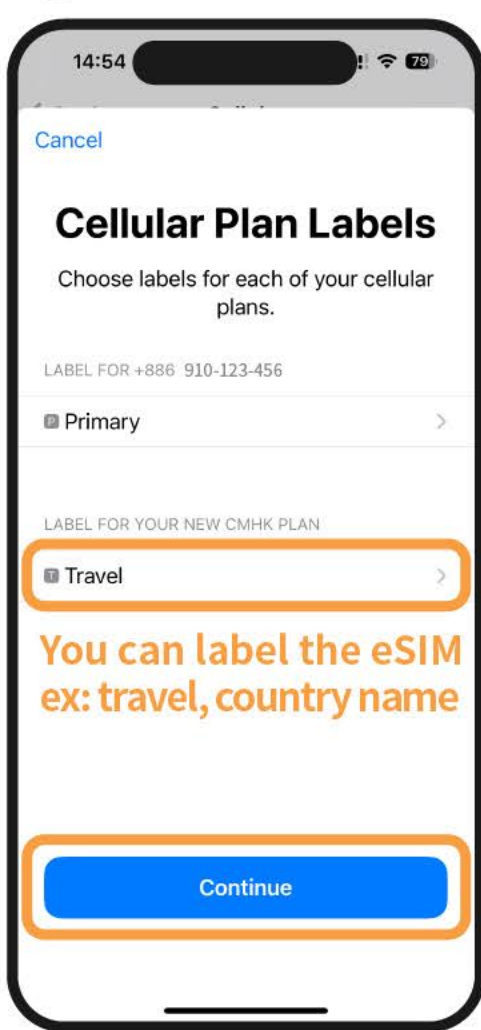 14:54
79
Cancel
Cellular Plan Labels
Choose labels for each of your cellular
plans.
LABEL FOR +886 910-123-456
P Primary
LABEL FOR YOUR NEW CMHK PLAN
T Travel
You can label the eSIM
ex: travel, country name
Continue